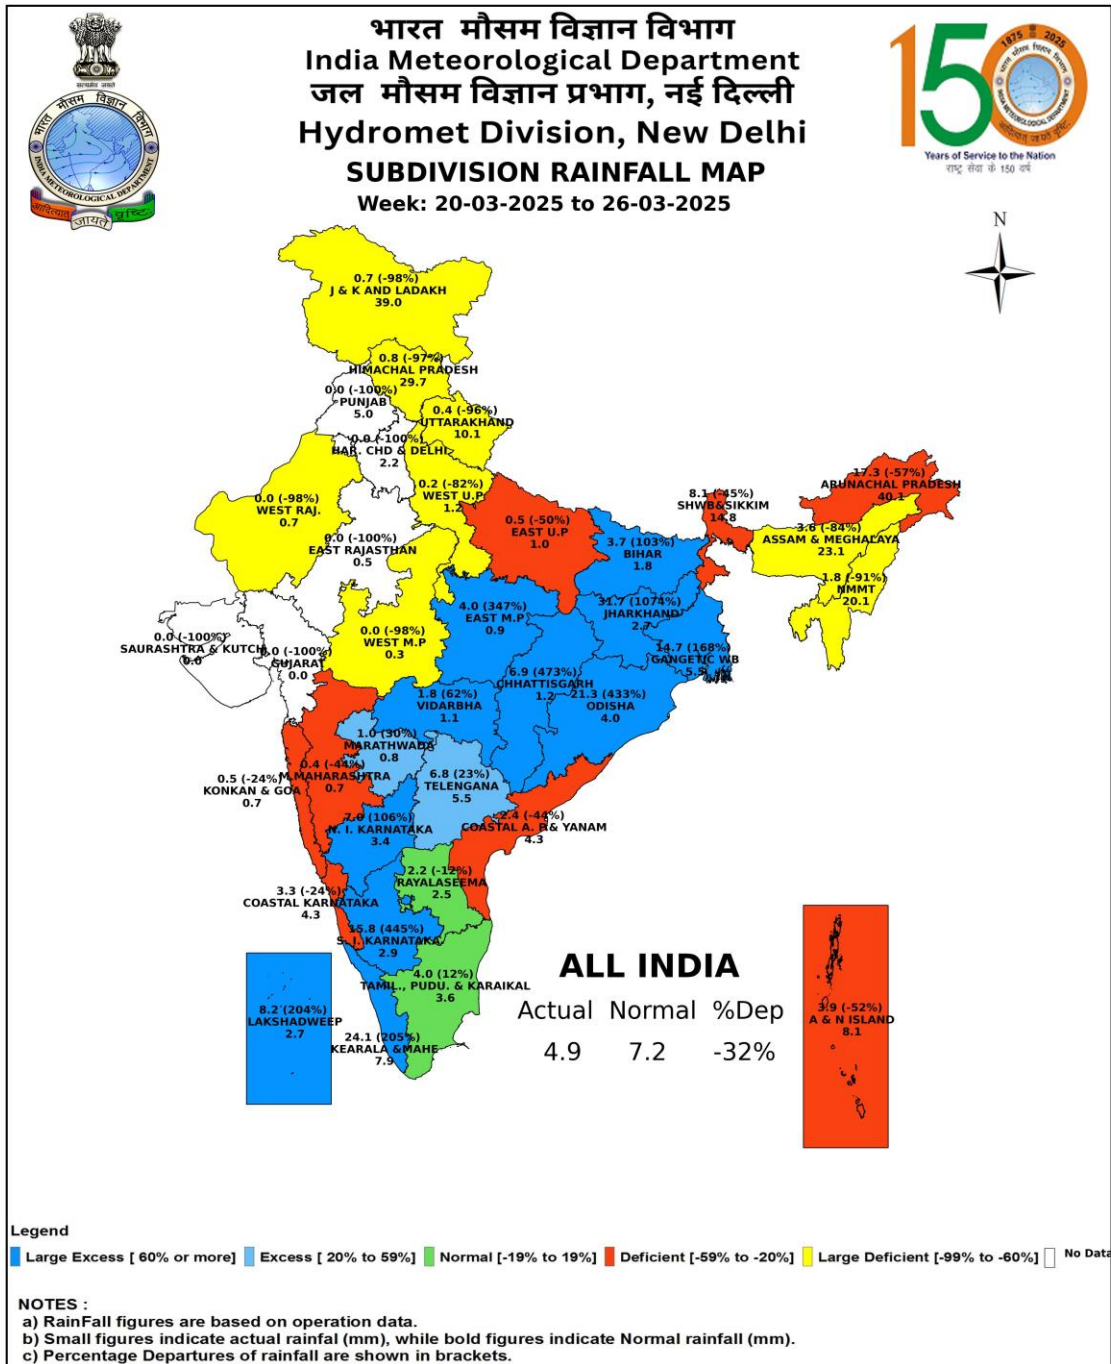 भारत मौसम विज्ञान विभाग
India Meteorological Department
जल मौसम विज्ञान प्रभाग, नई दिल्ली
Hydromet Division, New Delhi
SUBDIVISION RAINFALL MAP
Week: 20-03-2025 to 26-03-2025
सत्यमेव जयते
भारत मौसम विज्ञान विभाग
INDIA METEOROLOGICAL DEPARTMENT
आदित्यात् जायते वृष्टि:
150
1875 2025
Years of Service to the Nation
राष्ट्र सेवा के 150 वर्ष
N
0.7 (-98%)
J & K AND LADAKH
39.0
0.8 (-97%)
HIMACHAL PRADESH
29.7
0.0 (-100%)
PUNJAB
5.0
0.4 (-96%)
UTTARAKHAND
10.1
0.0 (-100%)
HAR. CHD & DELHI
2.2
0.2 (-82%)
WEST U.P
1.2
0.0 (-98%)
WEST RAJ.
0.7
0.0 (-100%)
EAST RAJASTHAN
0.5
0.5 (-50%)
EAST U.P
1.0
8.1 (-45%)
SHWB&SIKKIM
14.8
17.3 (-57%)
ARUNACHAL PRADESH
40.1
3.6 (-84%)
ASSAM & MEGHALAYA
23.1
1.8 (-91%)
NMMT
20.1
3.7 (103%)
BIHAR
1.8
4.0 (347%)
EAST M.P
0.9
31.7 (1074%)
JHARKHAND
2.7
0.0 (-98%)
WEST M.P
0.3
0.0 (-100%)
SAURASHTRA & KUTCH
0.0
0.0 (-100%)
GUJARAT
0.0
14.7 (168%)
GANGETIC WB
5.5
6.9 (473%)
CHHATTISGARH
1.2
21.3 (433%)
ODISHA
4.0
1.8 (62%)
VIDARBHA
1.1
1.0 (30%)
MARATHWADA
0.8
0.4 (-44%)
M.MAHARASHTRA
0.7
0.5 (-24%)
KONKAN & GOA
0.7
6.8 (23%)
TELENGANA
5.5
2.4 (-44%)
COASTAL A. P.& YANAM
4.3
7.0 (106%)
N. I. KARNATAKA
3.4
2.2 (-12%)
RAYALASEEMA
2.5
3.3 (-24%)
COASTAL KARNATAKA
4.3
15.8 (445%)
S. I. KARNATAKA
2.9
4.0 (12%)
TAMIL., PUDU. & KARAIKAL
3.6
8.2 (204%)
LAKSHADWEEP
2.7
24.1 (205%)
KEARALA &MAHE
7.9
3.9 (-52%)
A & N ISLAND
8.1
ALL INDIA
Actual Normal %Dep
4.9 7.2 -32%
Legend
Large Excess [ 60% or more] Excess [ 20% to 59%] Normal [-19% to 19%] Deficient [-59% to -20%] Large Deficient [-99% to -60%] No Data
NOTES :
a) RainFall figures are based on operation data.
b) Small figures indicate actual rainfal (mm), while bold figures indicate Normal rainfall (mm).
c) Percentage Departures of rainfall are shown in brackets.